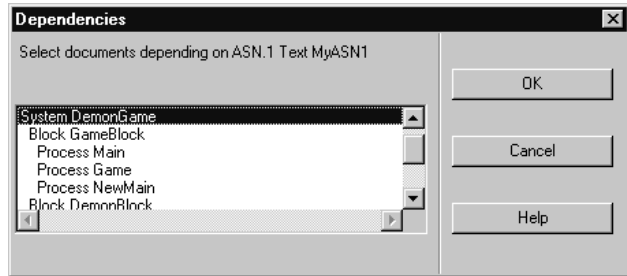 Dependencies
Select documents depending on ASN.1 Text MyASN1
System DemonGame
Block GameBlock
Process Main
Process Game
Process NewMain
Block DemonBlock
OK
Cancel
Help